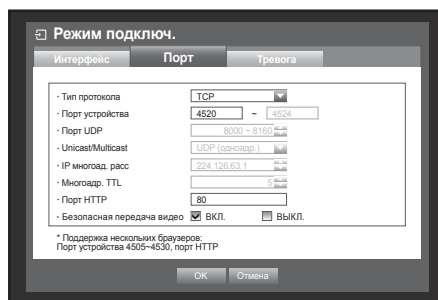 Режим подключ.
Интерфейс Порт Тревога
· Тип протокола TCP
· Порт устройства 4520 ~ 4524
· Порт UDP 8000 ~ 8160
· Unicast/Multicast UDP (одноадр.)
· IP многоад. расс 224.126.63.1
· Многоадр. TTL 5
· Порт HTTP 80
· Безопасная передача видео ВКЛ. ВЫКЛ.
* Поддержка нескольких браузеров:
Порт устройства 4505~4530, порт HTTP
OK Отмена